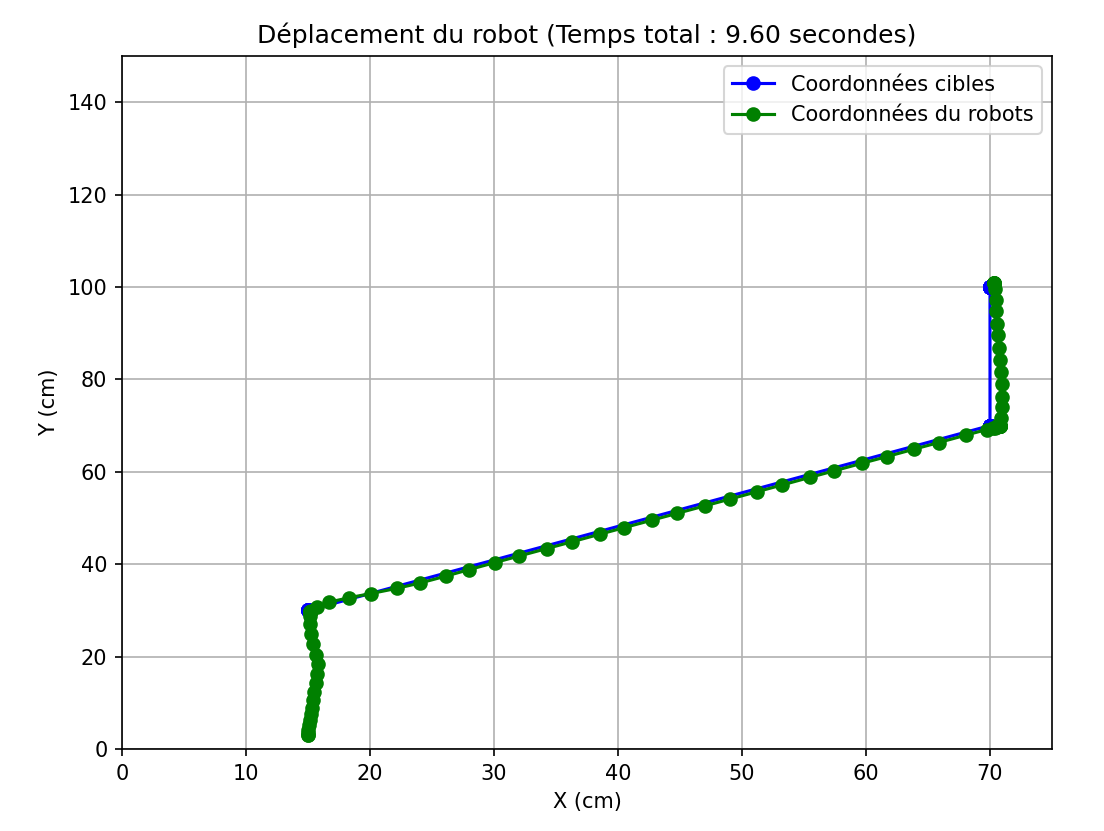 Déplacement du robot (Temps total : 9.60 secondes)
Coordonnées cibles
Coordonnées du robots
140
120
100
80
60
40
20
0
Y (cm)
0 10 20 30 40 50 60 70
X (cm)